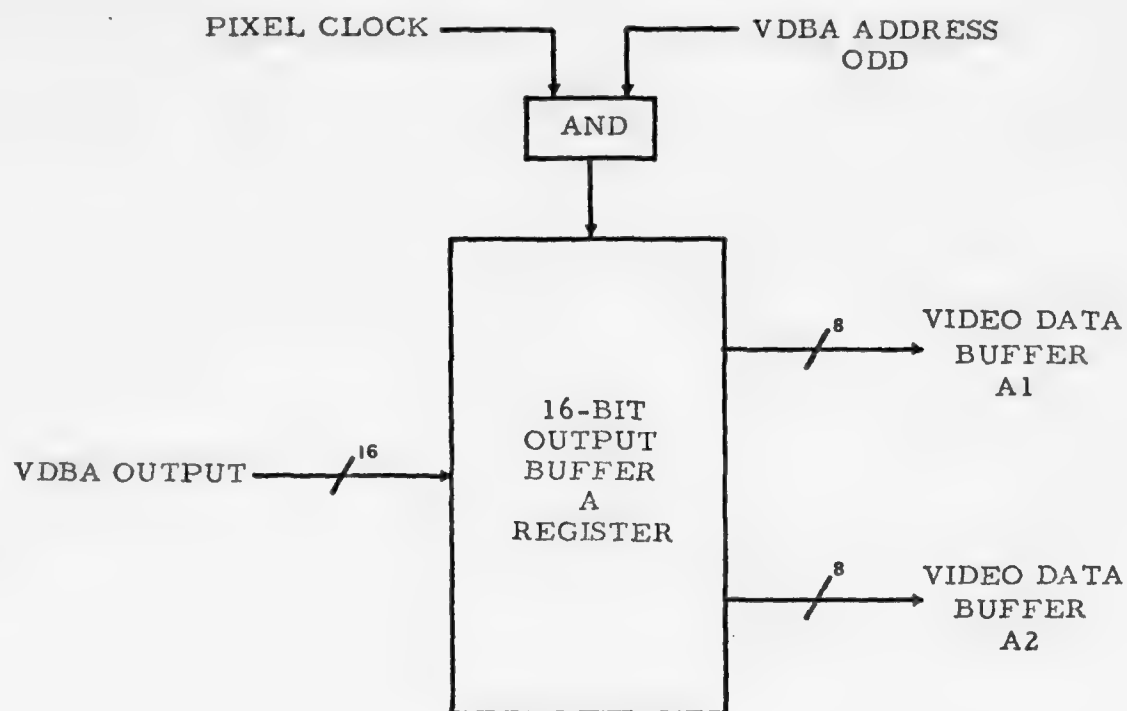 PIXEL CLOCK
VDBA ADDRESS
ODD
AND
16-BIT
OUTPUT
BUFFER
A
REGISTER
VDBA OUTPUT
16
8
VIDEO DATA
BUFFER
A1
8
VIDEO DATA
BUFFER
A2